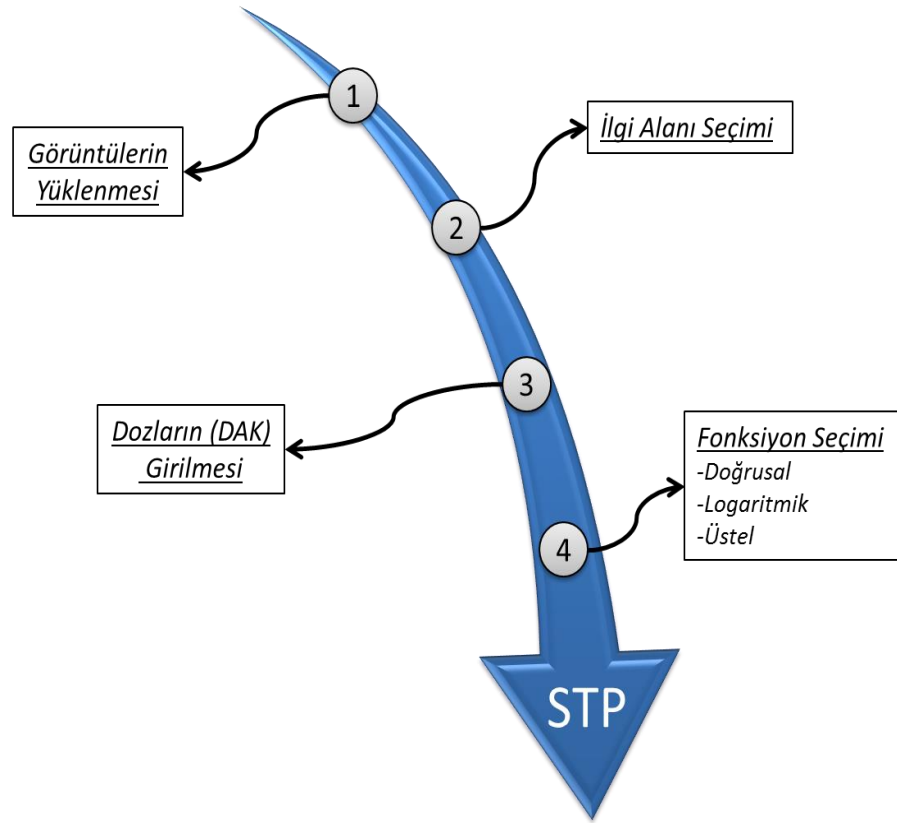 1
Görüntülerin
Yüklenmesi
2
İlgi Alanı Seçimi
3
Dozların (DAK)
Girilmesi
4
Fonksiyon Seçimi
-Doğrusal
-Logaritmik
-Üstel
STP